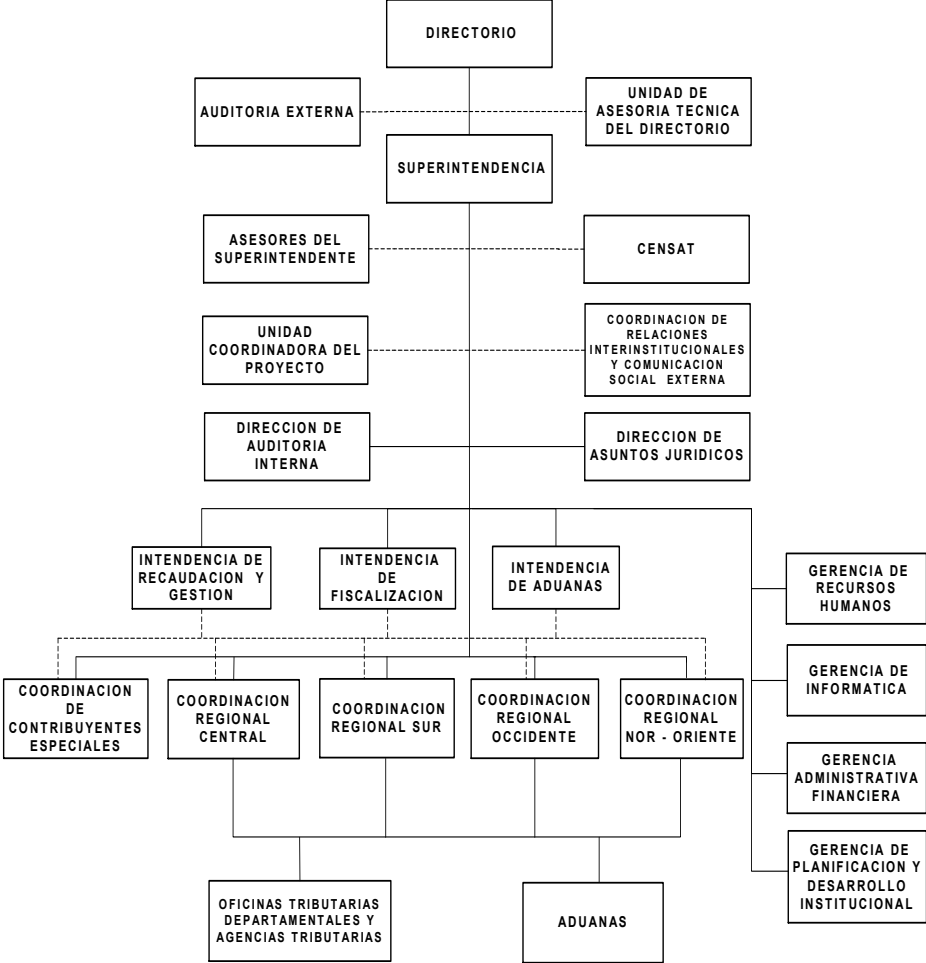 DIRECTORIO
AUDITORIA EXTERNA
UNIDAD DE
ASESORIA TECNICA
DEL DIRECTORIO
SUPERINTENDENCIA
ASESORES DEL
SUPERINTENDENTE
CENSAT
UNIDAD
COORDINADORA DEL
PROYECTO
COORDINACION DE
RELACIONES
INTERINSTITUCIONALES
Y COMUNICACION
SOCIAL EXTERNA
DIRECCION DE
AUDITORIA
INTERNA
DIRECCION DE
ASUNTOS JURIDICOS
INTENDENCIA DE
RECAUDACION Y
GESTION
INTENDENCIA
DE
FISCALIZACION
INTENDENCIA
DE ADUANAS
GERENCIA DE
RECURSOS
HUMANOS
COORDINACION
DE
CONTRIBUYENTES
ESPECIALES
COORDINACION
REGIONAL
CENTRAL
COORDINACION
REGIONAL SUR
COORDINACION
REGIONAL
OCCIDENTE
COORDINACION
REGIONAL
NOR - ORIENTE
GERENCIA DE
INFORMATICA
GERENCIA
ADMINISTRATIVA
FINANCIERA
GERENCIA DE
PLANIFICACION Y
DESARROLLO
INSTITUCIONAL
OFICINAS TRIBUTARIAS
DEPARTAMENTALES Y
AGENCIAS TRIBUTARIAS
ADUANAS